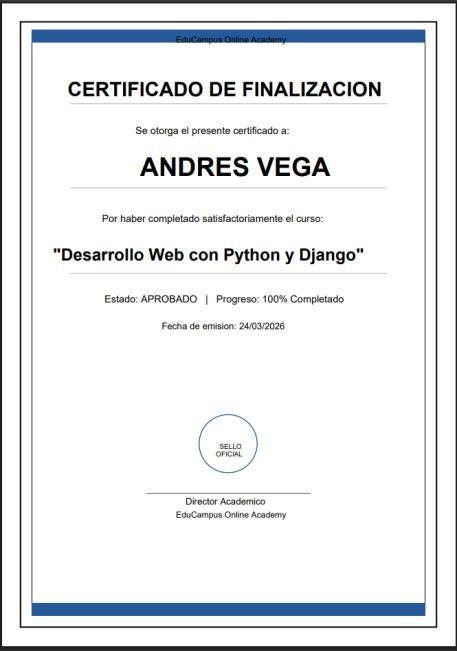 EduCampus Online Academy
CERTIFICADO DE FINALIZACION
Se otorga el presente certificado a:
ANDRES VEGA
Por haber completado satisfactoriamente el curso:
"Desarrollo Web con Python y Django"
Estado: APROBADO | Progreso: 100% Completado
Fecha de emision: 24/03/2026
SELLO
OFICIAL
Director Academico
EduCampus Online Academy